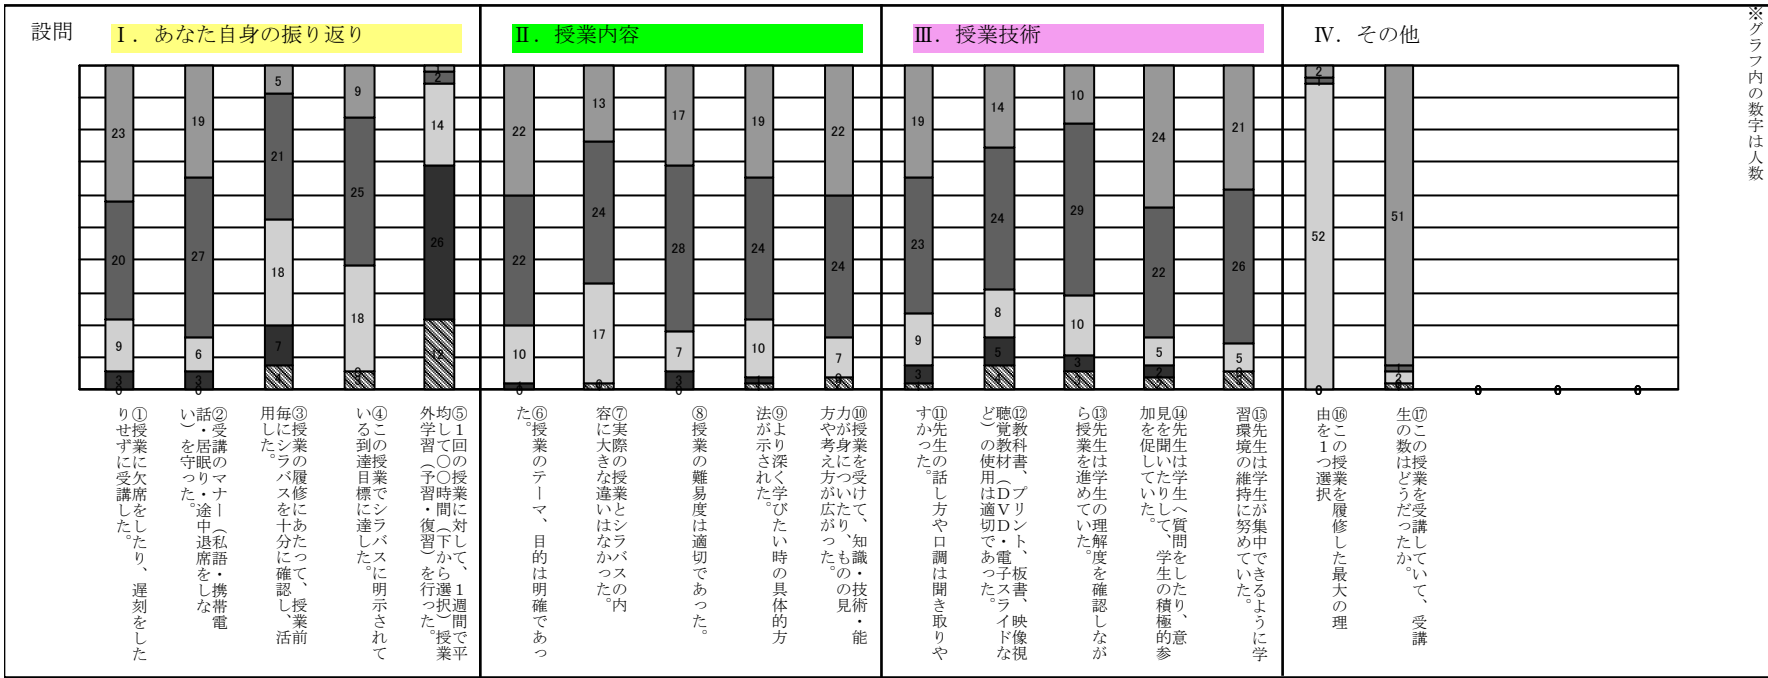 設問
Ⅰ. あなた自身の振り返り
Ⅱ. 授業内容
Ⅲ. 授業技術
Ⅳ. その他
※グラフ内の数字は人数
23
20
9
3
0
19
27
6
3
0
5
21
18
7
4
9
25
18
0
3
1
2
14
26
12
22
22
10
1
0
13
24
17
0
17
28
7
3
0
19
24
10
1
22
24
7
0
19
23
9
3
1
14
24
8
5
4
10
29
10
3
24
22
5
2
2
21
26
5
0
3
2
1
52
0
51
1
2
0
0
0
①授業に欠席をしたり、遅刻をした
りせずに受講した。
②受講のマナー(私語・携帯電
話・居眠り・途中退席をしな
い)を守った。
③授業の履修にあたって、授業前
毎にシラバスを十分に確認し、活
用した。
④この授業でシラバスに明示されて
いる到達目標に達した。
⑤1回の授業に対して、1週間で平
均して〇〇時間(下から選択)授業
外学習(予習・復習)を行った。
⑥授業のテーマ、目的は明確であっ
た。
⑦実際の授業とシラバスの内
容に大きな違いはなかった。
⑧授業の難易度は適切であった。
⑨より深く学びたい時の具体的方
法が示された。
⑩授業を受けて、知識・技術・能
力が身についたり、ものの見
方や考え方が広がった。
⑪先生の話し方や口調は聞き取りや
すかった。
⑫教科書、プリント、板書、映像視
聴覚教材(DVD・電子スライドな
ど)の使用は適切であった。
⑬先生は学生の理解度を確認しなが
ら授業を進めていた。
⑭先生は学生へ質問をしたり、意
見を聞いたりして、学生の積極的参
加を促していた。
⑮先生は学生が集中できるように学
習環境の維持に努めていた。
⑯この授業を履修した最大の理
由を1つ選択
⑰この授業を受講していて、受講
生の数はどうだったか。